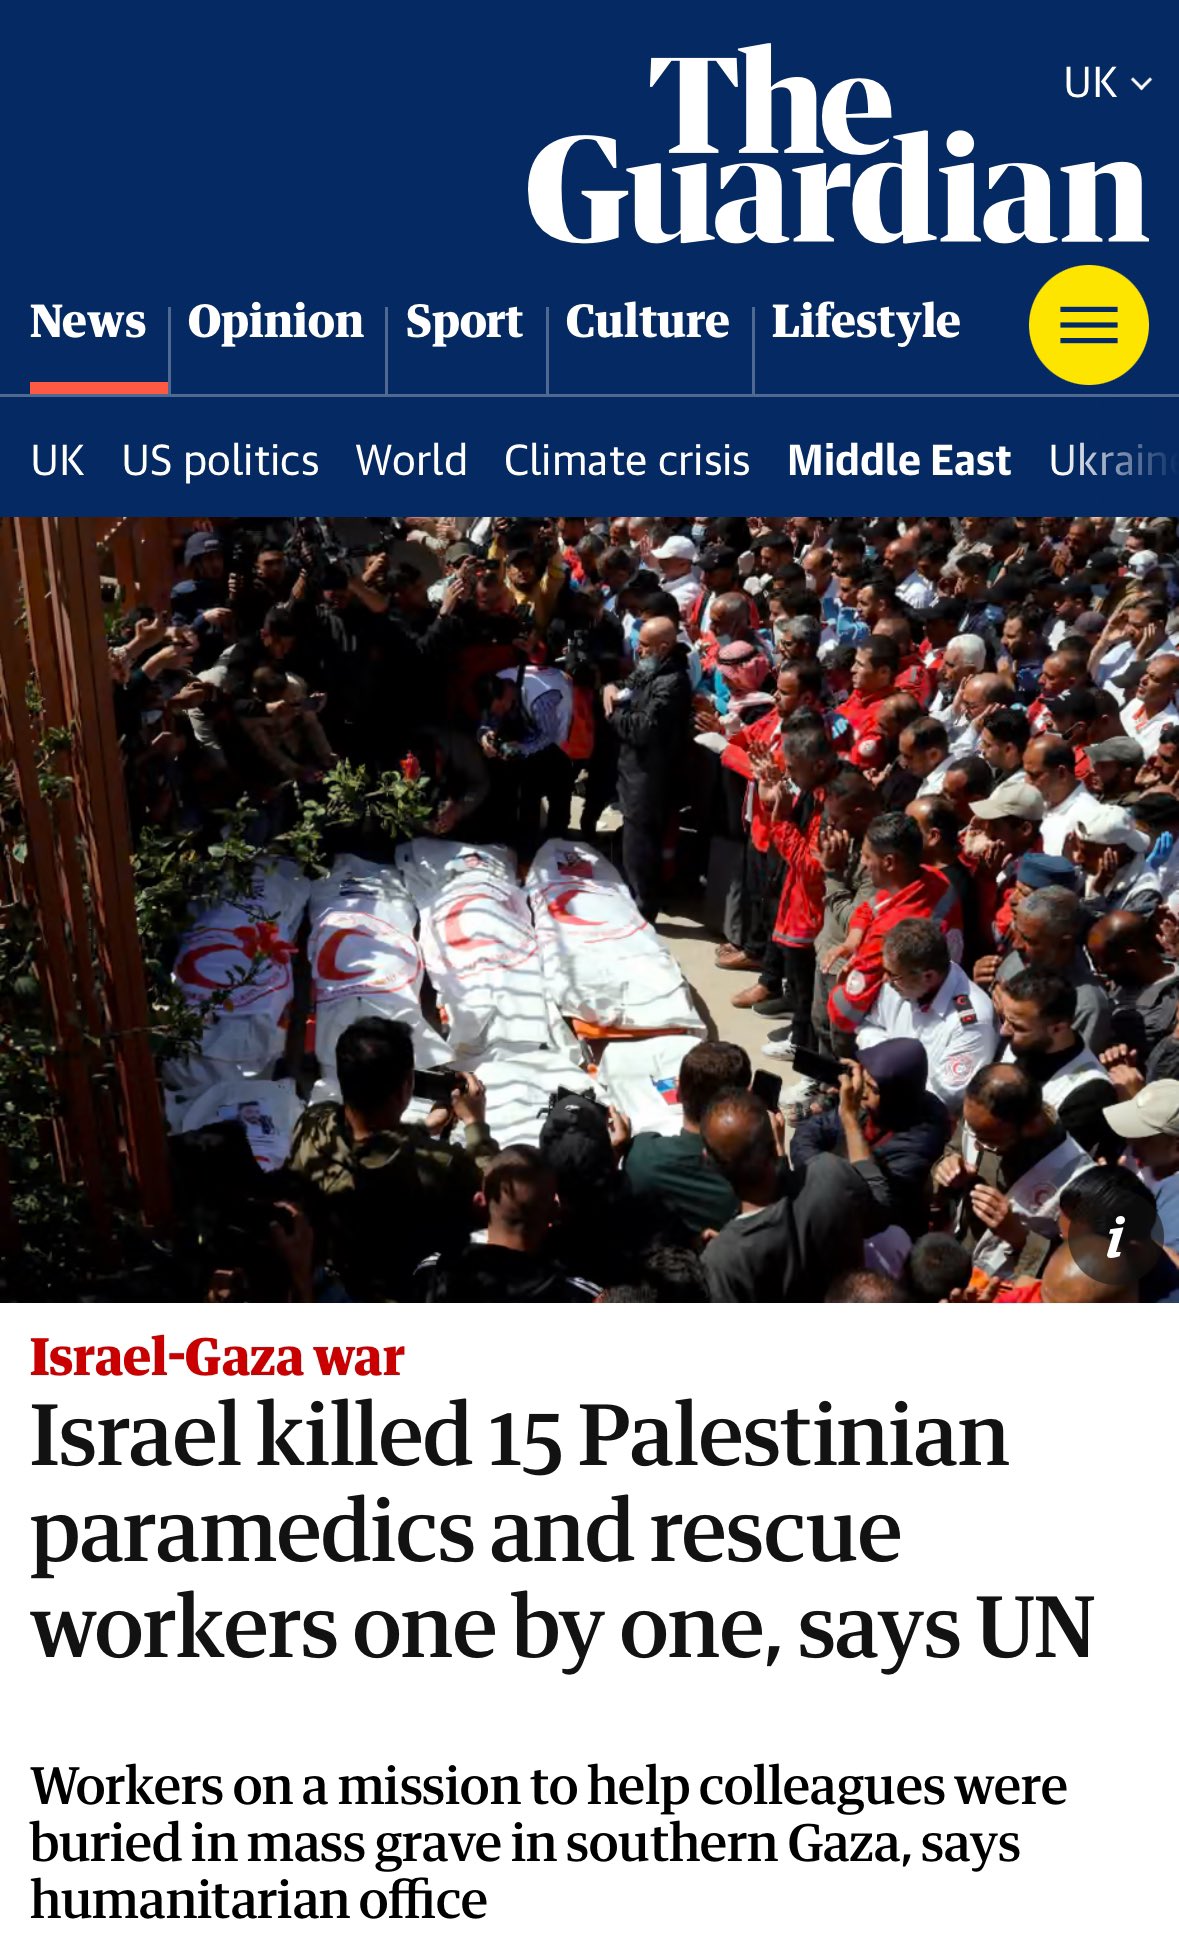 The
Guardian
UK
News
Opinion
Sport
Culture
Lifestyle
UK
US politics
World
Climate crisis
Middle East
Ukraine
i
Israel-Gaza war
Israel killed 15 Palestinian
paramedics and rescue
workers one by one, says UN
Workers on a mission to help colleagues were
buried in mass grave in southern Gaza, says
humanitarian office